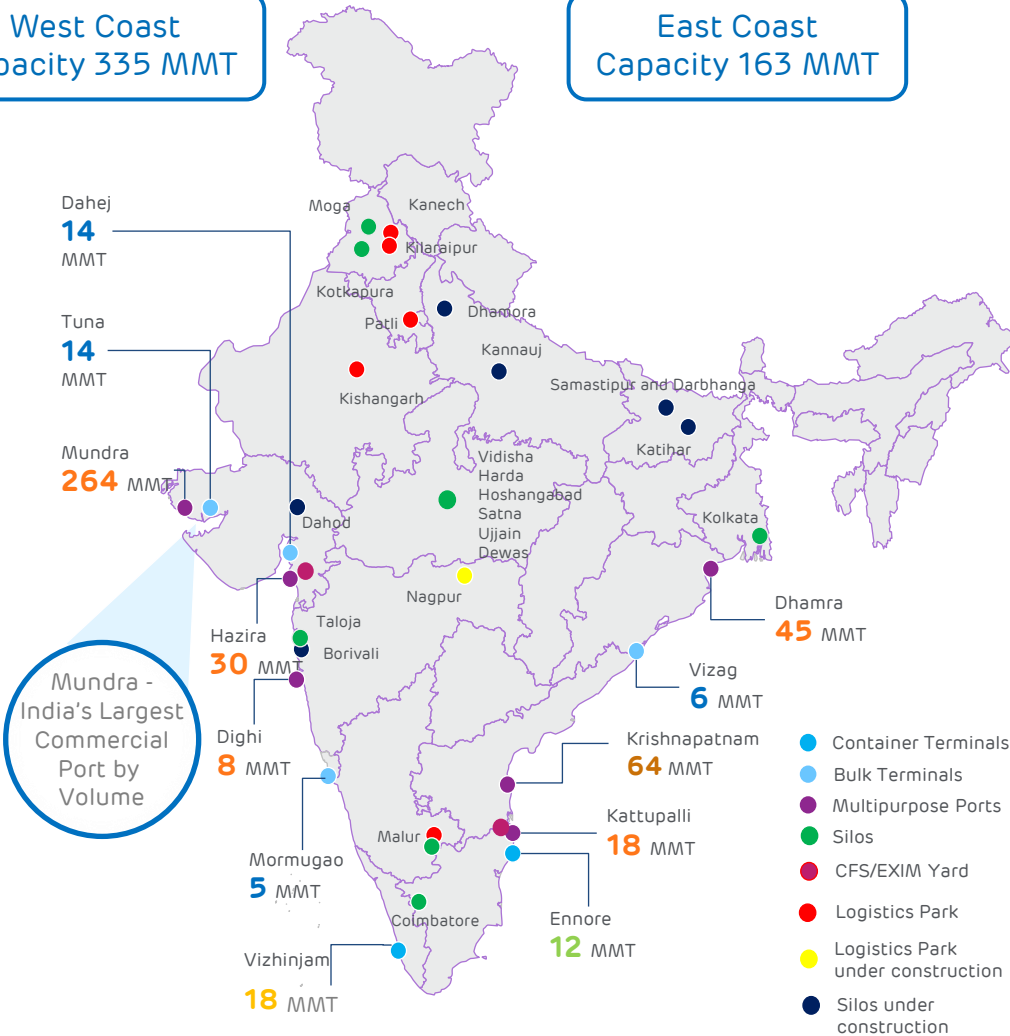 West Coast
pacity 335 MMT
East Coast
Capacity 163 MMT
Dahej
14
MMT
Tuna
14
MMT
Mundra
264 MMT
Moga
Kanech
Kilaraipur
Kotkapura
Patli
Dhamora
Kishangarh
Kannauj
Samastipur and Darbhanga
Katihar
Vidisha
Harda
Hoshangabad
Satna
Ujjain
Dewas
Dahod
Kolkata
Nagpur
Dhamra
45 MMT
Hazira
30 MMT
Taloja
Borivali
Vizag
6 MMT
Mundra -
India's Largest
Commercial
Port by
Volume
Dighi
8 MMT
Krishnapatnam
64 MMT
Kattupalli
18 MMT
Malur
Mormugao
5 MMT
Coimbatore
Ennore
12 MMT
Vizhinjam
18 MMT
Container Terminals
Bulk Terminals
Multipurpose Ports
Silos
CFS/EXIM Yard
Logistics Park
Logistics Park
under construction
Silos under
construction